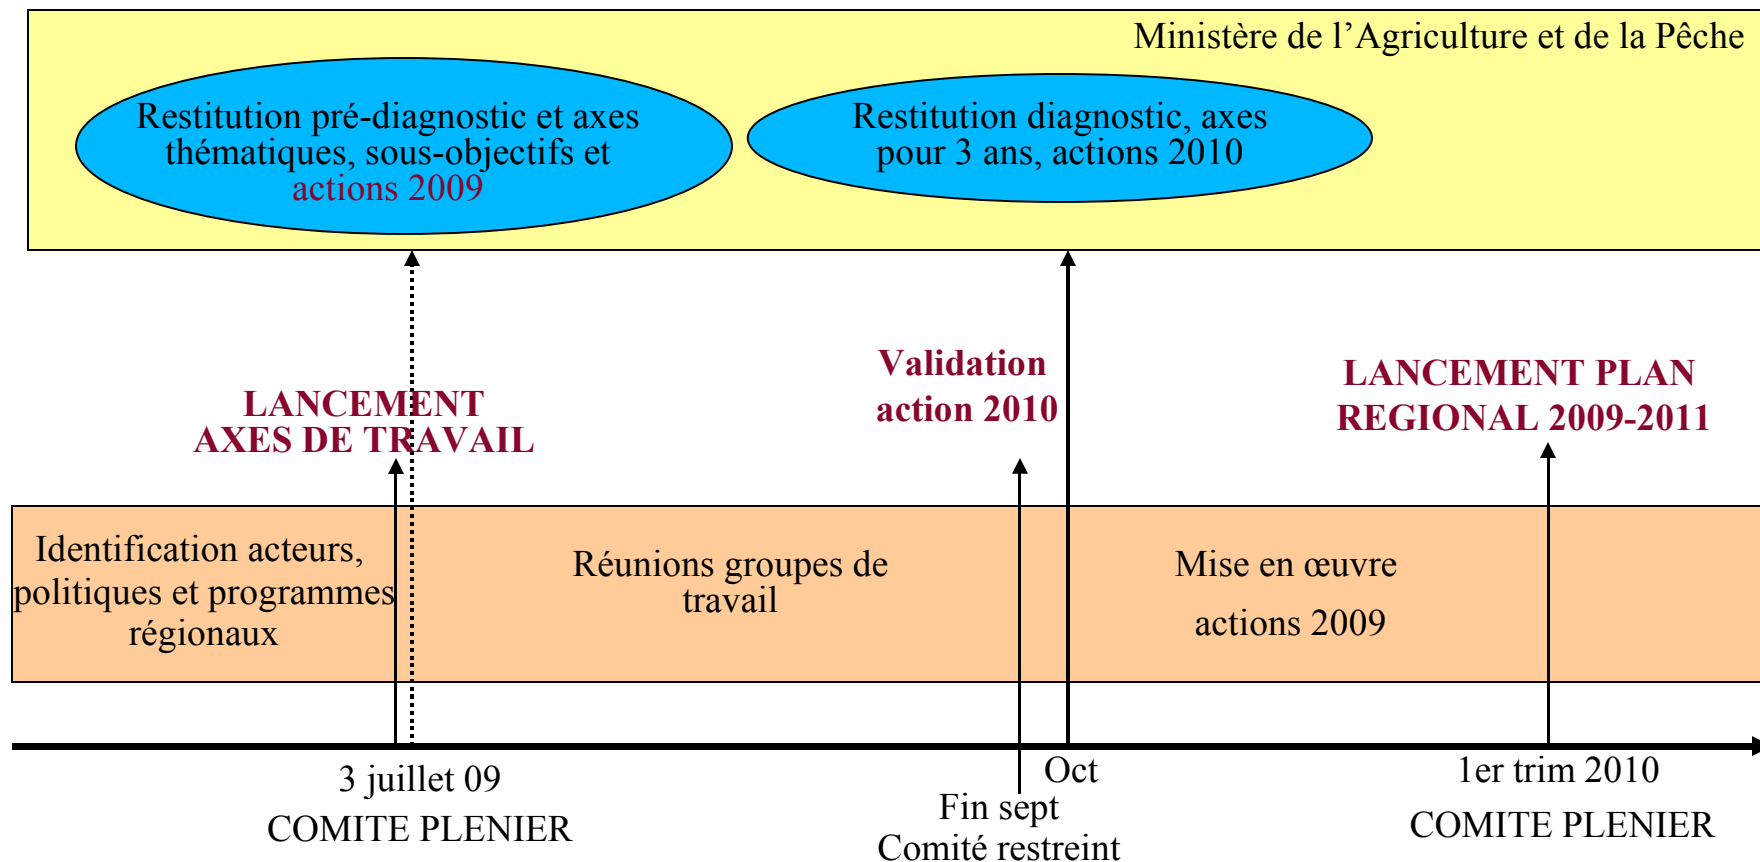 Ministère de l’Agriculture et de la Pêche
Restitution pré-diagnostic et axes
thématiques, sous-objectifs et
actions 2009
Restitution diagnostic, axes
pour 3 ans, actions 2010
LANCEMENT
AXES DE TRAVAIL
Validation
action 2010
LANCEMENT PLAN
REGIONAL 2009-2011
Identification acteurs,
politiques et programmes
régionaux
Réunions groupes de
travail
Mise en œuvre
actions 2009
3 juillet 09
COMITE PLENIER
Fin sept
Comité restreint
Oct
1er trim 2010
COMITE PLENIER